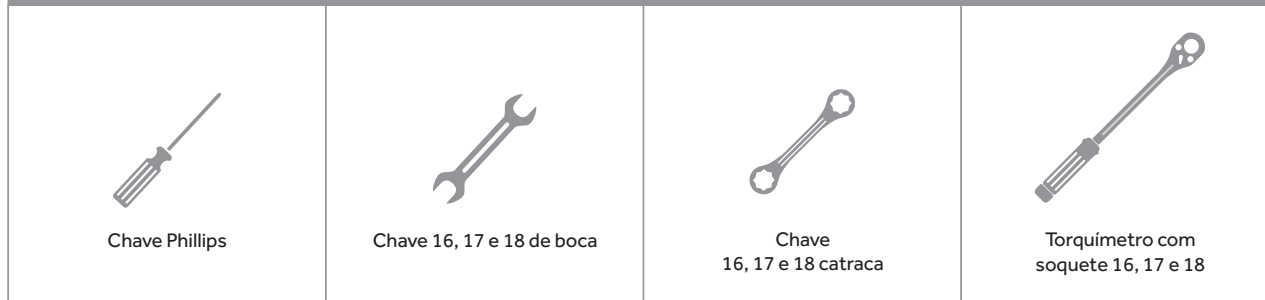 Chave Phillips
Chave 16, 17 e 18 de boca
Chave
16, 17 e 18 catraca
Torquímetro com
soquete 16, 17 e 18